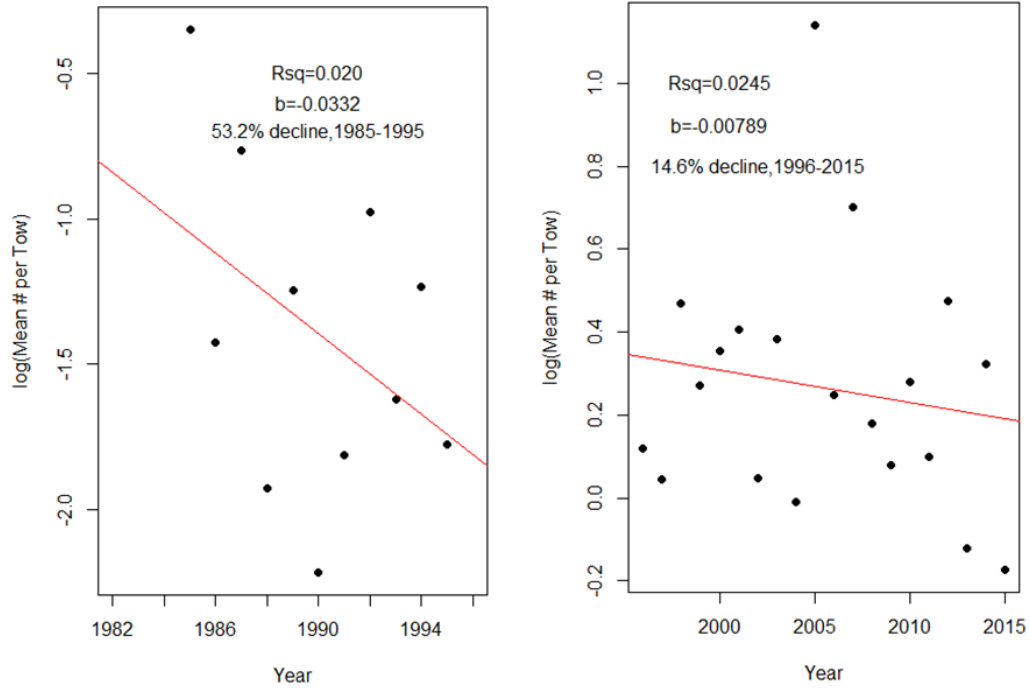 log(Mean # per Tow)
-0.5
-1.0
-1.5
-2.0
Rsq=0.020
b=-0.0332
53.2% decline,1985-1995
1982
1986
1990
1994
Year
log(Mean # per Tow)
1.0
0.8
0.6
0.4
0.2
0.0
-0.2
Rsq=0.0245
b=-0.00789
14.6% decline,1996-2015
2000
2005
2010
2015
Year